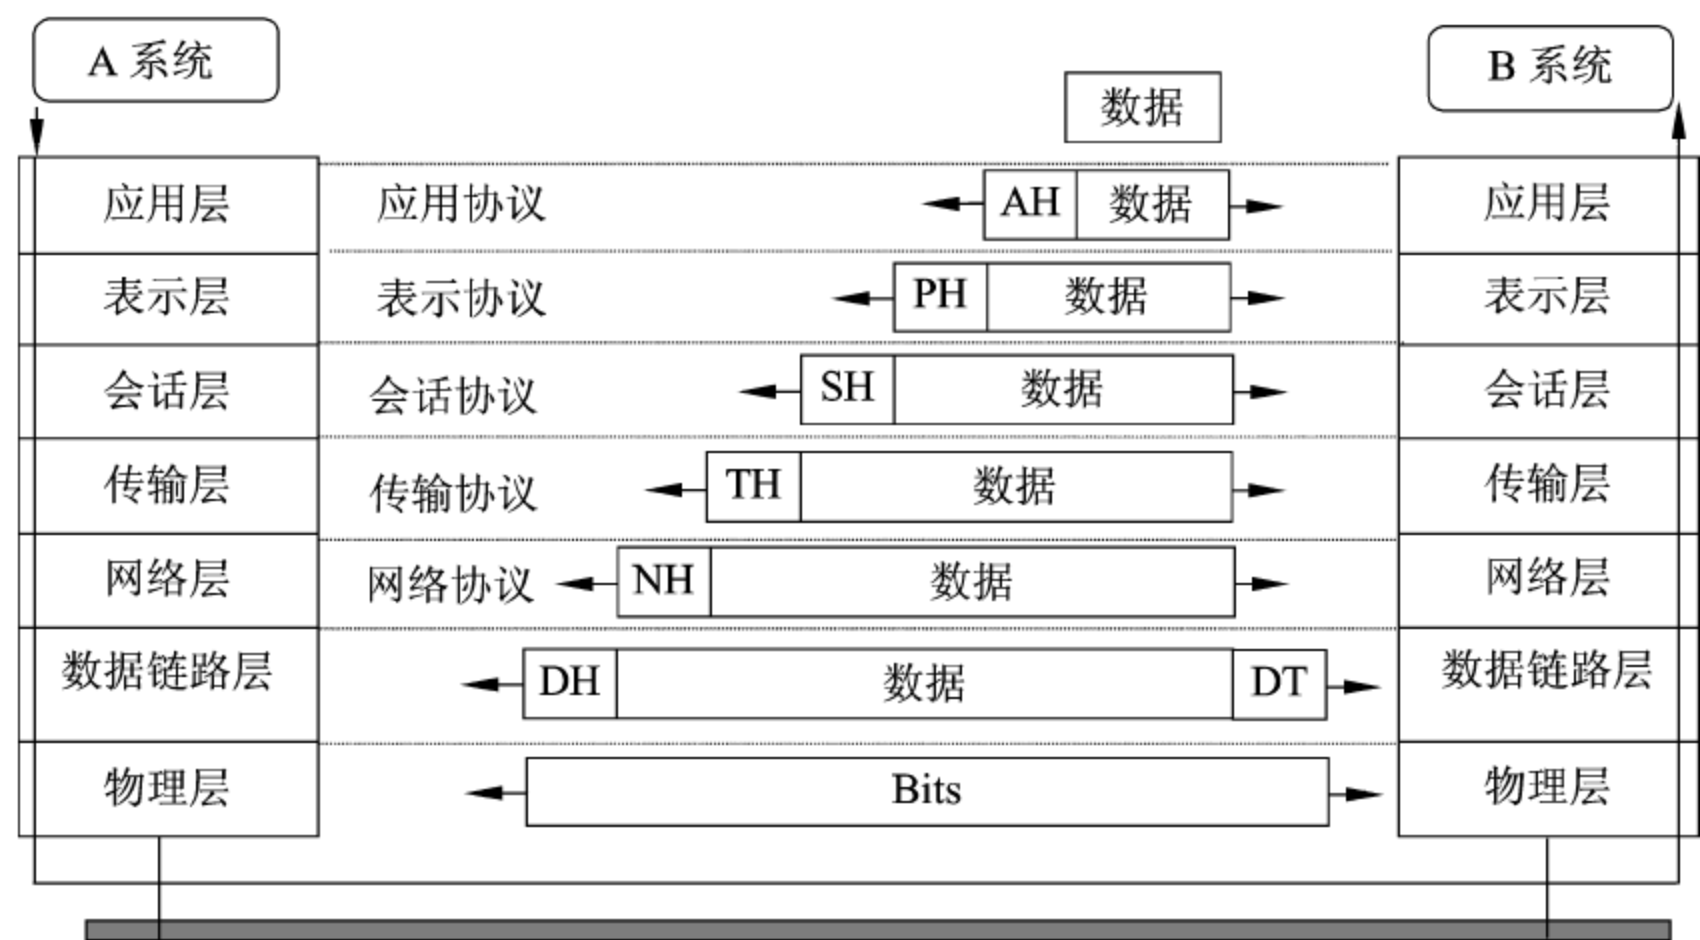 A 系统
B 系统
数据
应用层 应用协议 AH 数据 应用层
表示层 表示协议 PH 数据 表示层
会话层 会话协议 SH 数据 会话层
传输层 传输协议 TH 数据 传输层
网络层 网络协议 NH 数据 网络层
数据链路层 DH 数据 DT 数据链路层
物理层 Bits 物理层